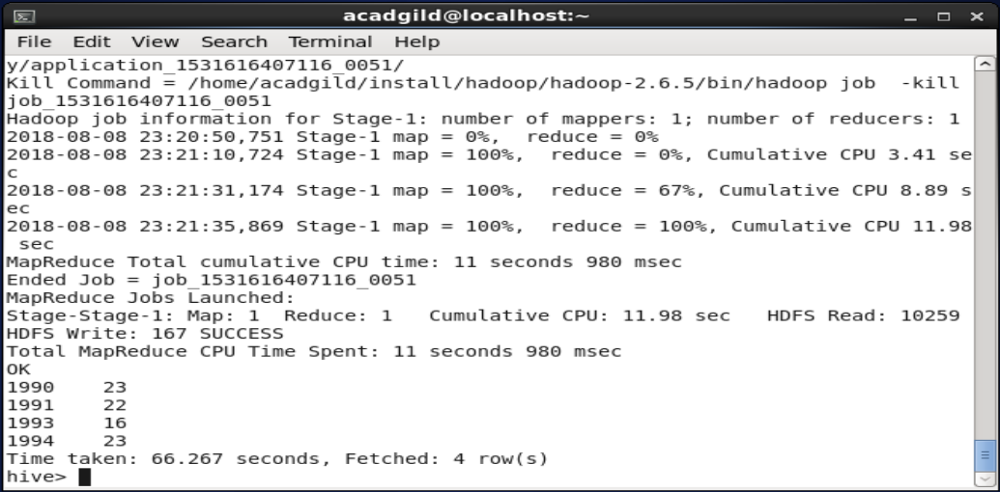 acadgild@localhost:~
File Edit View Search Terminal Help
y/application_1531616407116_0051/
Kill Command = /home/acadgild/install/hadoop/hadoop-2.6.5/bin/hadoop job  -kill
job_1531616407116_0051
Hadoop job information for Stage-1: number of mappers: 1; number of reducers: 1
2018-08-08 23:20:50,751 Stage-1 map = 0%,  reduce = 0%
2018-08-08 23:21:10,724 Stage-1 map = 100%,  reduce = 0%, Cumulative CPU 3.41 se
c
2018-08-08 23:21:31,174 Stage-1 map = 100%,  reduce = 67%, Cumulative CPU 8.89 s
ec
2018-08-08 23:21:35,869 Stage-1 map = 100%,  reduce = 100%, Cumulative CPU 11.98
 sec
MapReduce Total cumulative CPU time: 11 seconds 980 msec
Ended Job = job_1531616407116_0051
MapReduce Jobs Launched:
Stage-Stage-1: Map: 1  Reduce: 1   Cumulative CPU: 11.98 sec   HDFS Read: 10259
HDFS Write: 167 SUCCESS
Total MapReduce CPU Time Spent: 11 seconds 980 msec
OK
1990    23
1991    22
1993    16
1994    23
Time taken: 66.267 seconds, Fetched: 4 row(s)
hive>